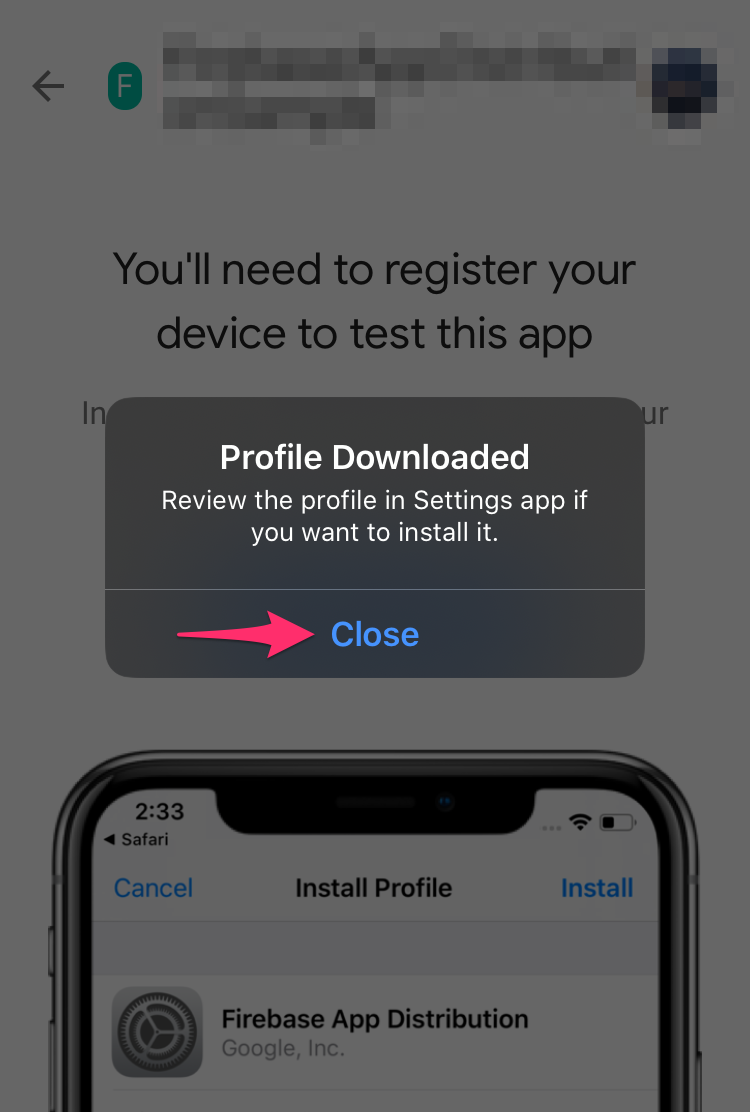 F
You'll need to register your
device to test this app
In
ur
Profile Downloaded
Review the profile in Settings app if
you want to install it.
Close
2:33
◀ Safari
Cancel
Install Profile
Install
Firebase App Distribution
Google, Inc.